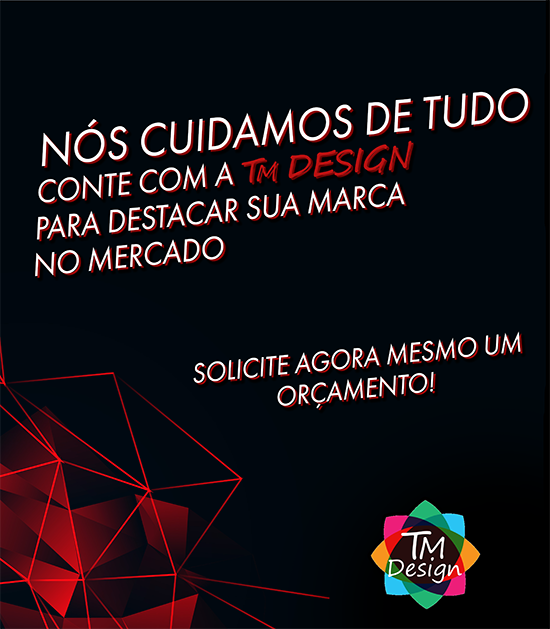 NÓS CUIDAMOS DE TUDO
CONTE COM A TM DESIGN
PARA DESTACAR SUA MARCA
NO MERCADO
SOLICITE AGORA MESMO UM
ORÇAMENTO!
TM
Design